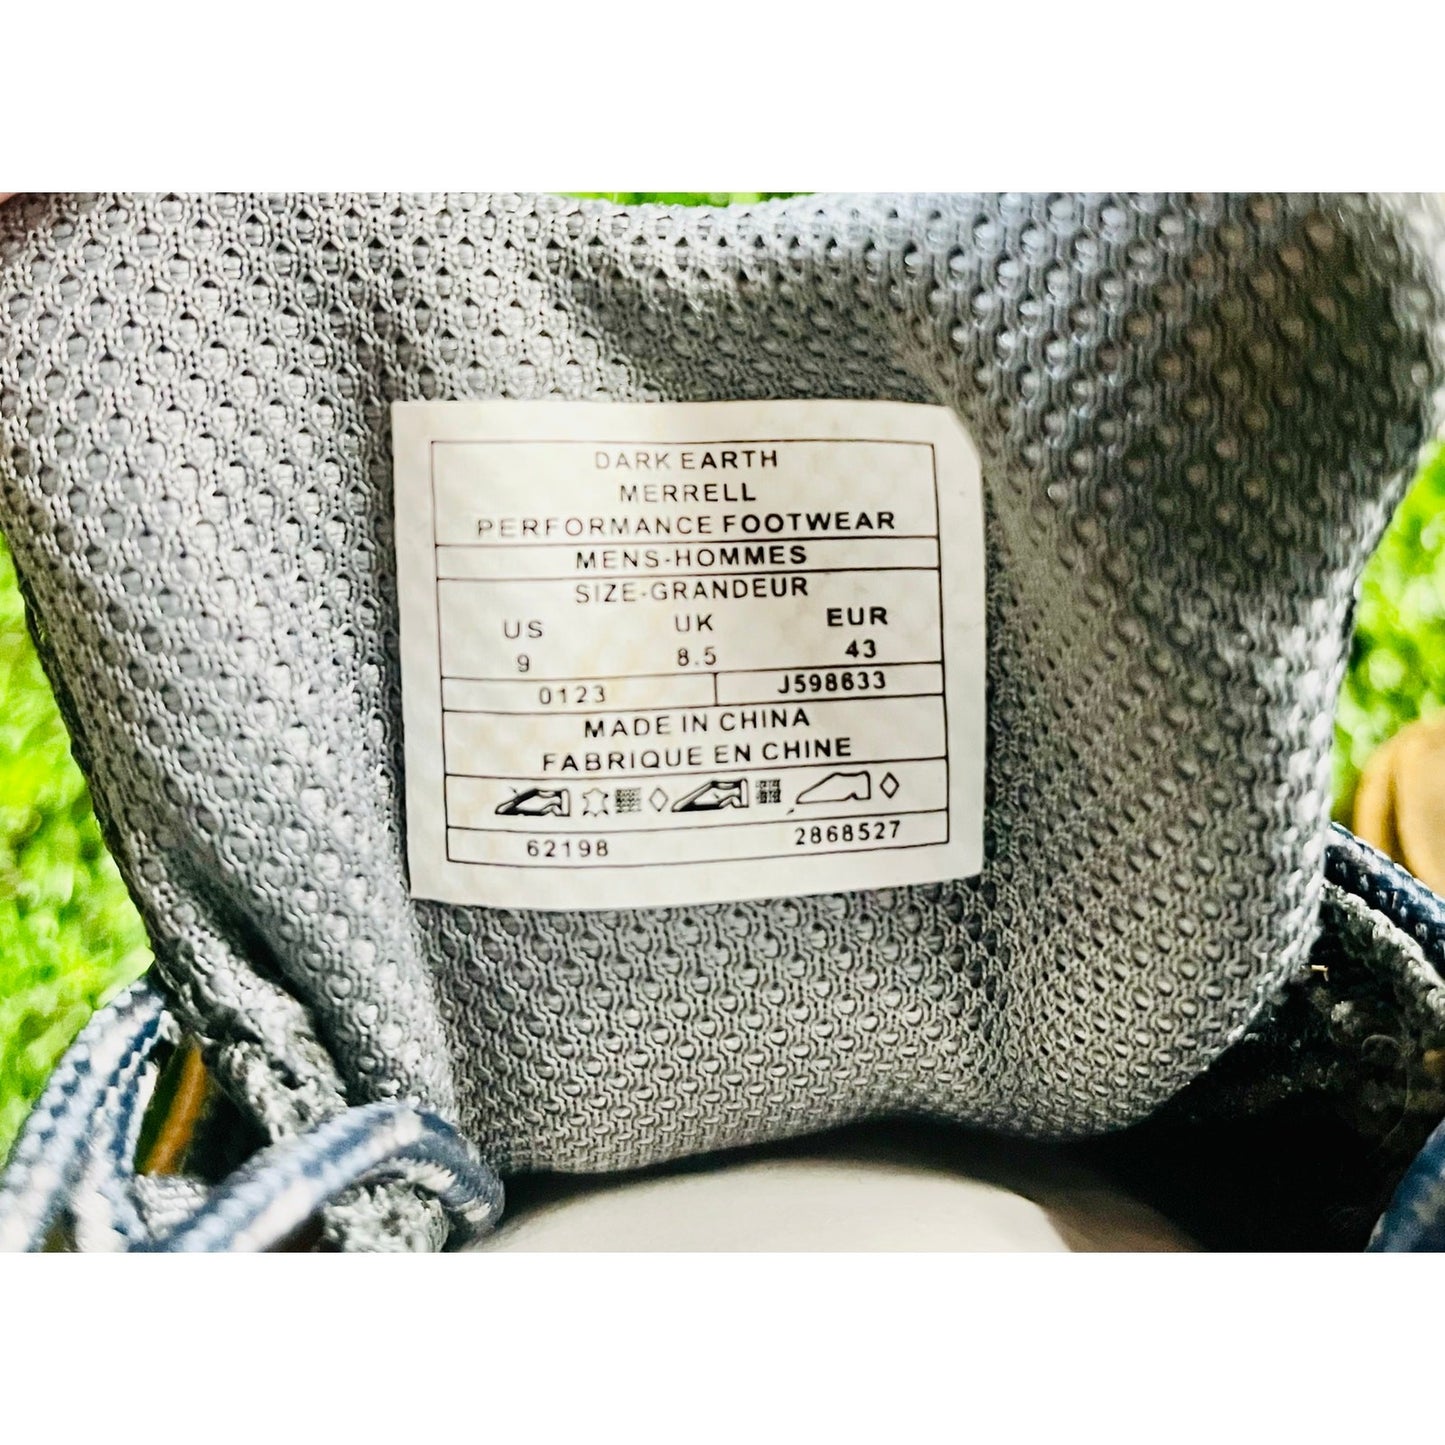 DARK EARTH
MERRELL
PERFORMANCE FOOTWEAR
MENS-HOMMES
SIZE-GRANDEUR
US UK EUR
9 8.5 43
0123 J598633
MADE IN CHINA
FABRIQUE EN CHINE
62198 2868527